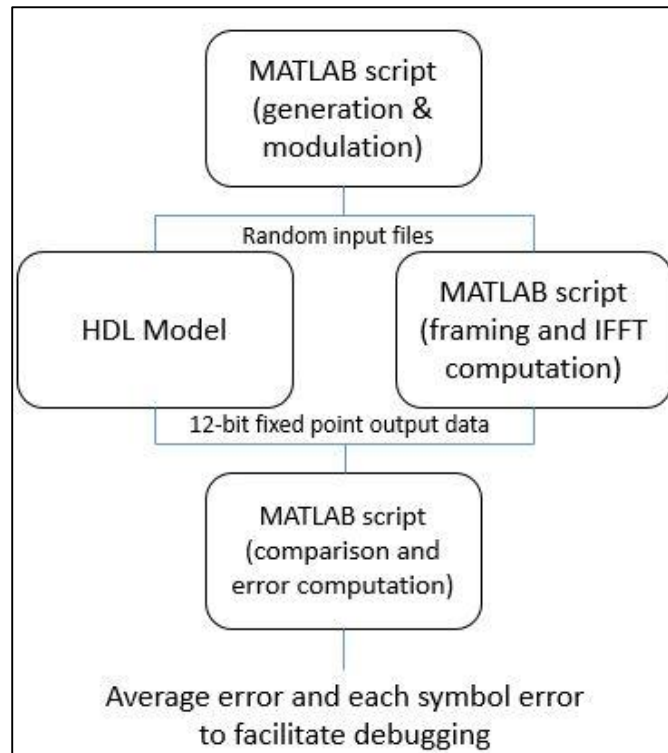 MATLAB script
(generation &
modulation)
Random input files
HDL Model
MATLAB script
(framing and IFFT
computation)
12-bit fixed point output data
MATLAB script
(comparison and
error computation)
Average error and each symbol error
to facilitate debugging